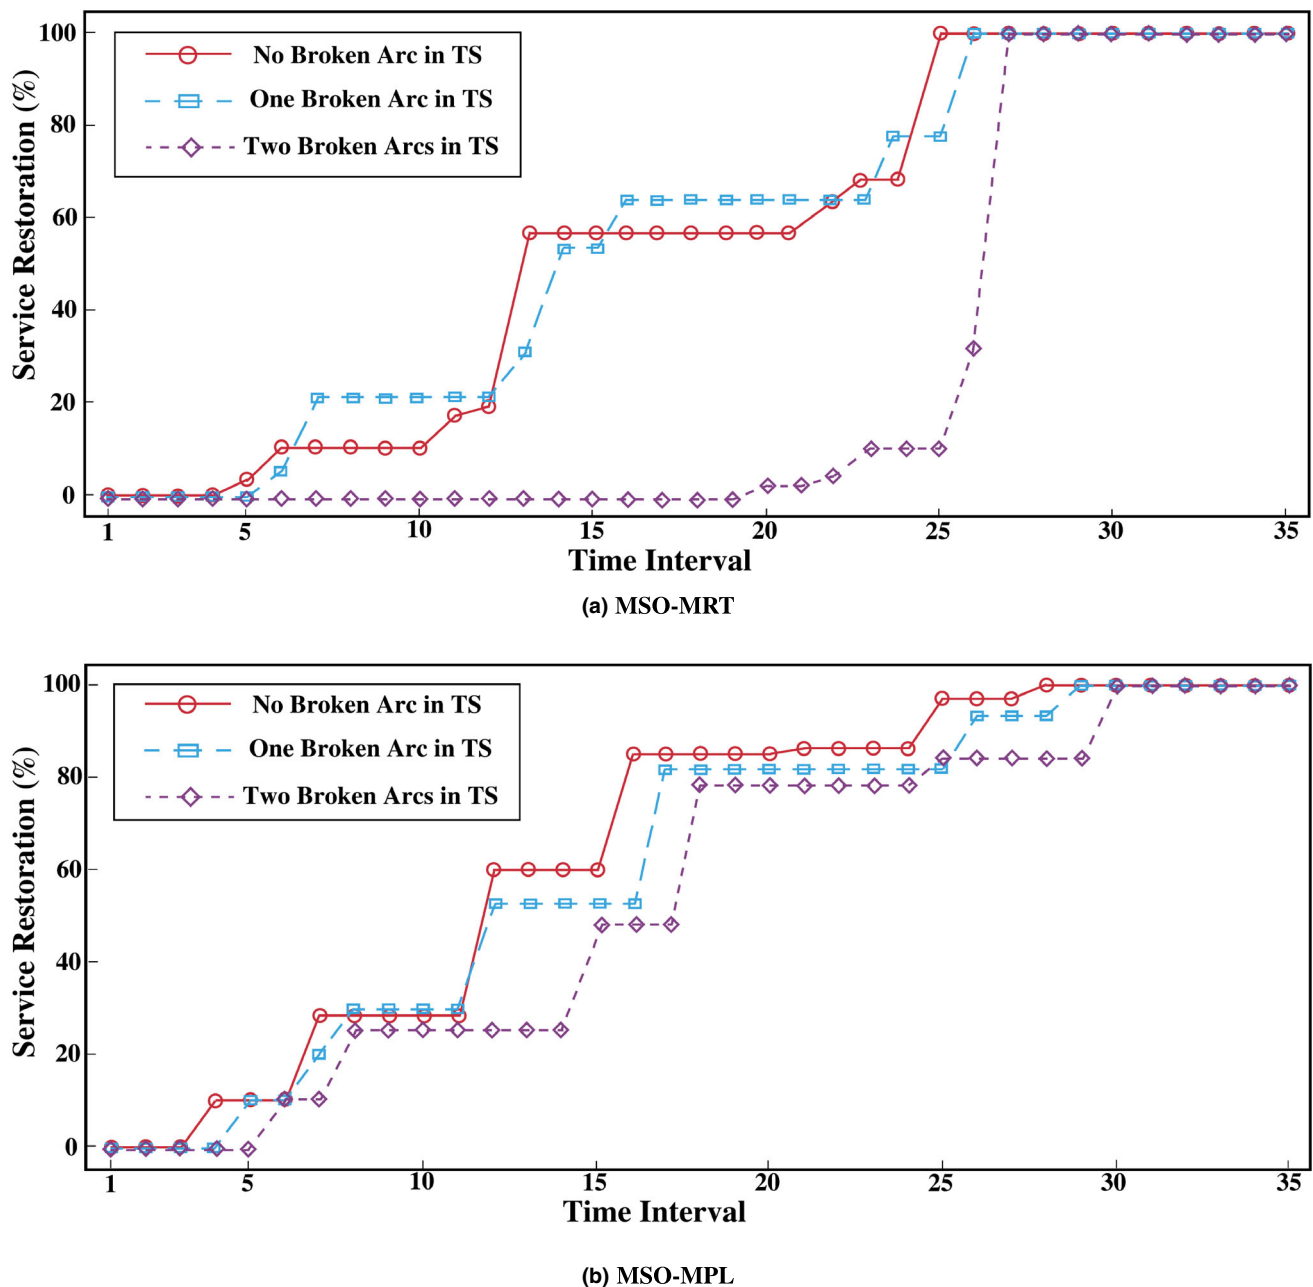 100
80
60
40
20
0
Service Restoration (%)
No Broken Arc in TS
One Broken Arc in TS
Two Broken Arcs in TS
1 5 10 15 20 25 30 35
Time Interval
(a) MSO-MRT
100
80
60
40
20
0
Service Restoration (%)
No Broken Arc in TS
One Broken Arc in TS
Two Broken Arcs in TS
1 5 10 15 20 25 30 35
Time Interval
(b) MSO-MPL